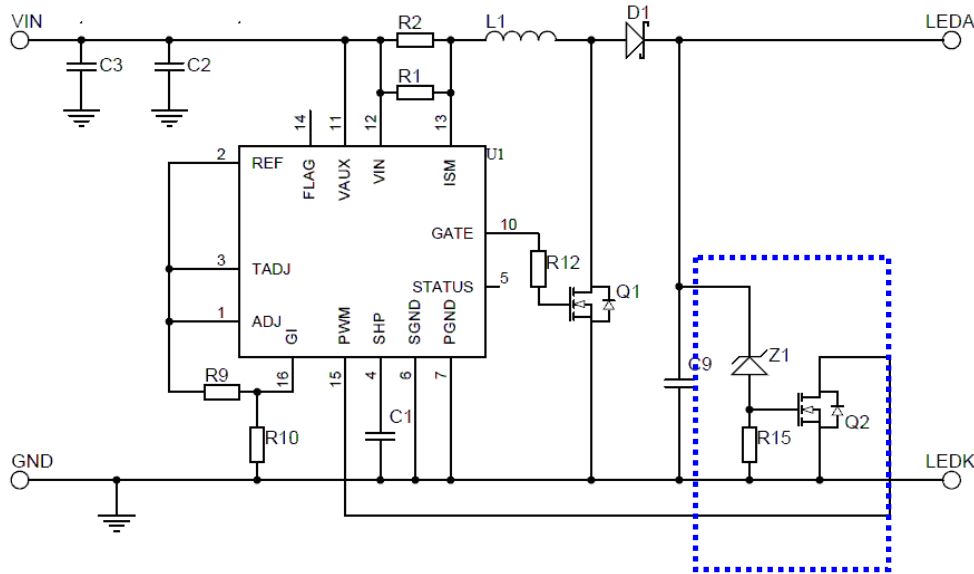 VIN
R2
L1
D1
LEDA
C3
C2
R1
14
11
12
13
U1
2
REF
FLAG
VAUX
VIN
ISM
GATE
10
R12
3
TADJ
STATUS
5
Q1
1
ADJ
GI
PWM
SHP
SGND
PGND
Z1
C9
R9
16
15
4
6
7
C1
Q2
R10
R15
GND
LEDK